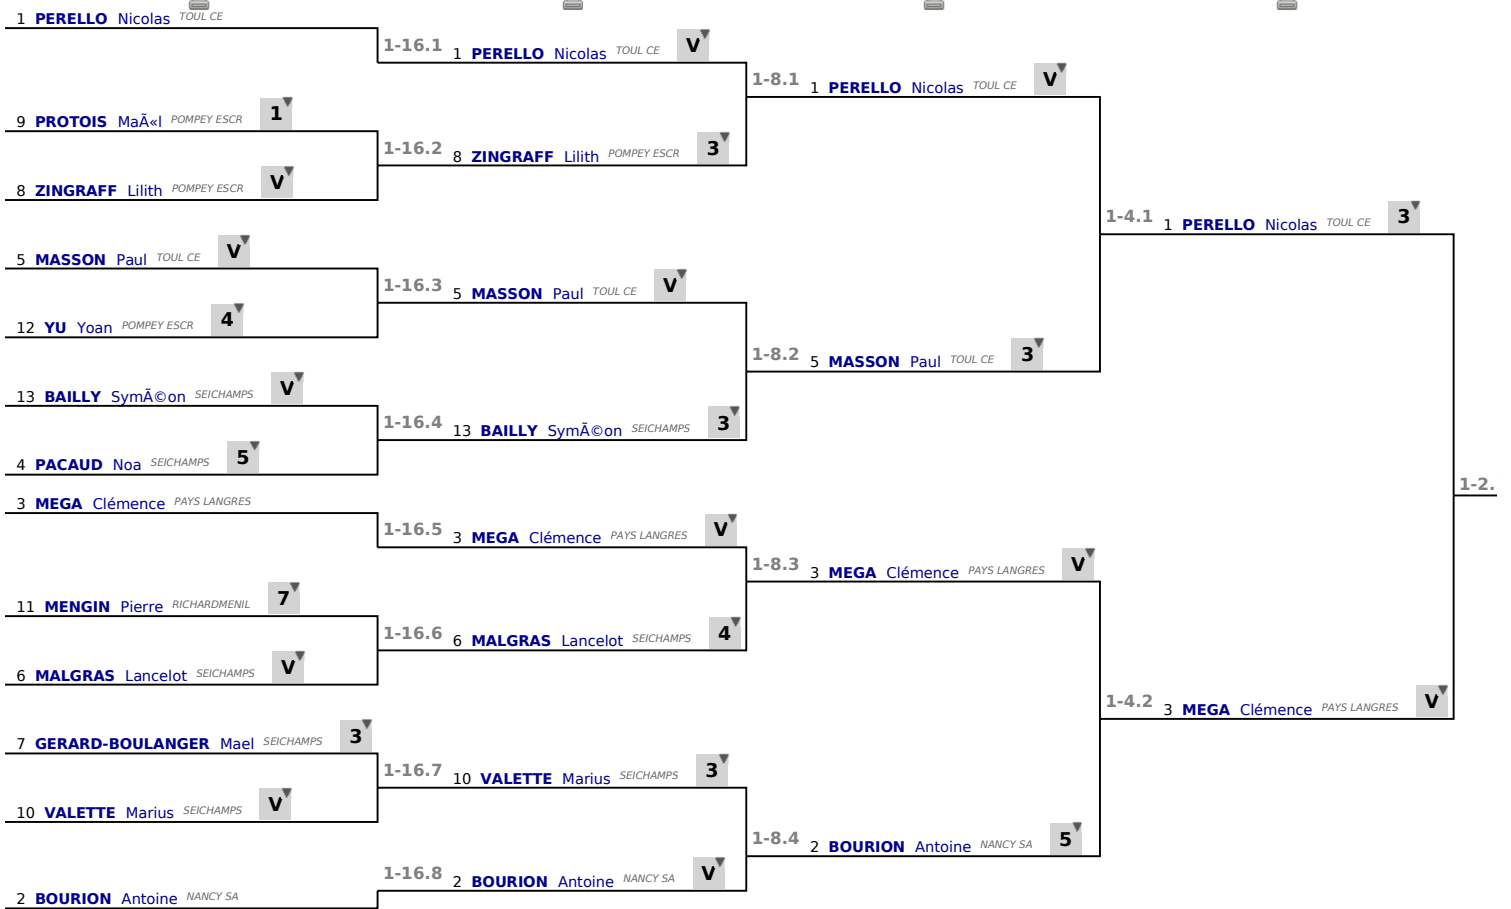 1 PERELLO Nicolas TOUL CE
9 PROTOIS MaÃ«l POMPEY ESCR 1
8 ZINGRAFF Lilith POMPEY ESCR V
5 MASSON Paul TOUL CE V
12 YU Yoan POMPEY ESCR 4
13 BAILLY SymÃ©on SEICHAMPS V
4 PACAUD Noa SEICHAMPS 5
3 MEGA Clémence PAYS LANGRES
11 MENGIN Pierre RICHARDMENIL 7
6 MALGRAS Lancelot SEICHAMPS V
7 GERARD-BOULANGER Mael SEICHAMPS 3
10 VALETTE Marius SEICHAMPS V
2 BOURION Antoine NANCY SA
1-16.1 1 PERELLO Nicolas TOUL CE V
1-16.2 8 ZINGRAFF Lilith POMPEY ESCR 3
1-16.3 5 MASSON Paul TOUL CE V
1-16.4 13 BAILLY SymÃ©on SEICHAMPS 3
1-16.5 3 MEGA Clémence PAYS LANGRES V
1-16.6 6 MALGRAS Lancelot SEICHAMPS 4
1-16.7 10 VALETTE Marius SEICHAMPS 3
1-16.8 2 BOURION Antoine NANCY SA V
1-8.1 1 PERELLO Nicolas TOUL CE V
1-8.2 5 MASSON Paul TOUL CE 3
1-8.3 3 MEGA Clémence PAYS LANGRES V
1-8.4 2 BOURION Antoine NANCY SA 5
1-4.1 1 PERELLO Nicolas TOUL CE 3
1-4.2 3 MEGA Clémence PAYS LANGRES V
1-2.